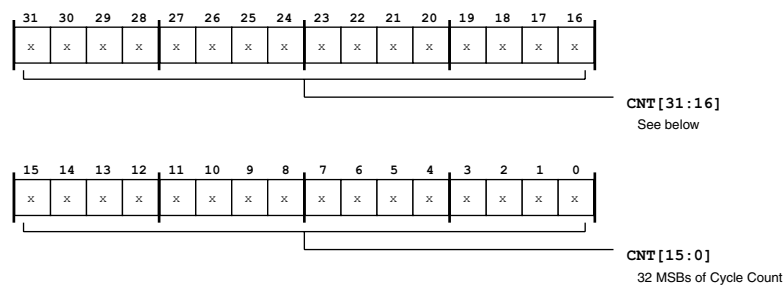 31 30 29 28 27 26 25 24 23 22 21 20 19 18 17 16
x x x x x x x x x x x x x x x x
CNT[31:16]
See below
15 14 13 12 11 10 9 8 7 6 5 4 3 2 1 0
x x x x x x x x x x x x x x x x
CNT[15:0]
32 MSBs of Cycle Count